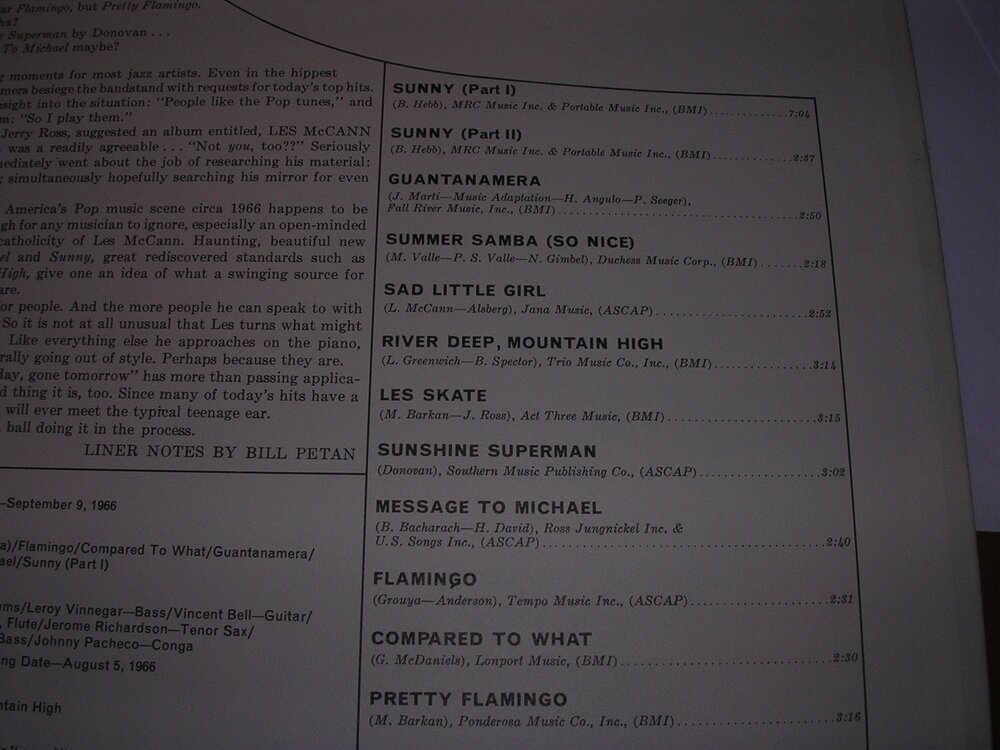 ar Flamingo, but Pretty Flamingo.
ha?
e Superman by Donovan . . .
To Michael maybe?
g moments for most jazz artists. Even in the hippest
mers besiege the bandstand with requests for today's top hits.
sight into the situation: "People like the Pop tunes," and
m: "So I play them."
Jerry Ross, suggested an album entitled, LES McCANN
was a readily agreeable . . . "Not you, too??" Seriously
nediately went about the job of researching his material:
; simultaneously hopefully searching his mirror for even
America's Pop music scene circa 1966 happens to be
gh for any musician to ignore, especially an open-minded
catholicity of Les McCann. Haunting, beautiful new
el and Sunny, great rediscovered standards such as
High, give one an idea of what a swinging source for
are.
or people. And the more people he can speak to with
So it is not at all unusual that Les turns what might
Like everything else he approaches on the piano,
rally going out of style. Perhaps because they are.
day, gone tomorrow" has more than passing applica-
d thing it is, too. Since many of today's hits have a
will ever meet the typical teenage ear.
ball doing it in the process.
LINER NOTES BY BILL PETAN
—September 9, 1966
a)/Flamingo/Compared To What/Guantanamera/
ael/Sunny (Part I)
ms/Leroy Vinnegar—Bass/Vincent Bell—Guitar/
, Flute/Jerome Richardson—Tenor Sax/
Bass/Johnny Pacheco—Conga
ng Date—August 5, 1966
ntain High
SUNNY (Part I)
(B. Hebb), MRC Music Inc. & Portable Music Inc., (BMI)..............7:04
SUNNY (Part II)
(B. Hebb), MRC Music Inc. & Portable Music Inc., (BMI)..............2:37
GUANTANAMERA
(J. Marti—Music Adaptation—H. Angulo—P. Seeger),
Fall River Music, Inc., (BMI)..............2:50
SUMMER SAMBA (SO NICE)
(M. Valle—P. S. Valle—N. Gimbel), Duchess Music Corp., (BMI).......2:18
SAD LITTLE GIRL
(L. McCann—Alsberg), Jana Music, (ASCAP)..............2:52
RIVER DEEP, MOUNTAIN HIGH
(L. Greenwich—B. Spector), Trio Music Co., Inc., (BMI)..............3:14
LES SKATE
(M. Barkan—J. Ross), Act Three Music, (BMI)..............3:15
SUNSHINE SUPERMAN
(Donovan), Southern Music Publishing Co., (ASCAP)..............3:02
MESSAGE TO MICHAEL
(B. Bacharach—H. David), Ross Jungnickel Inc. &
U.S. Songs Inc., (ASCAP)..............2:40
FLAMINGO
(Grouya—Anderson), Tempo Music Inc., (ASCAP)..............2:31
COMPARED TO WHAT
(G. McDaniels), Lonport Music, (BMI)..............2:30
PRETTY FLAMINGO
(M. Barkan), Ponderosa Music Co., Inc., (BMI)..............3:16